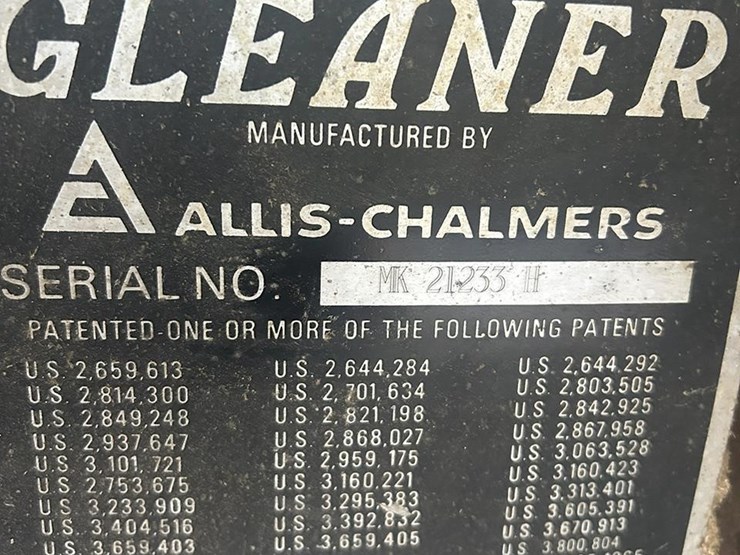 GLEANER
MANUFACTURED BY
ALLIS-CHALMERS
SERIAL NO. MK 21233 H
PATENTED-ONE OR MORE OF THE FOLLOWING PATENTS
U.S. 2,659,613 U.S. 2,644,284 U.S. 2,644,292
U.S. 2,814,300 U.S. 2,701,634 U.S. 2,803,505
U.S. 2,849,248 U.S. 2,821,198 U.S. 2,842,925
U.S. 2,937,647 U.S. 2,868,027 U.S. 2,867,958
U.S. 3,101,721 U.S. 2,959,175 U.S. 3,063,528
U.S. 2,753,675 U.S. 3,160,221 U.S. 3,160,423
U.S. 3,233,909 U.S. 3,295,383 U.S. 3,313,401
U.S. 3,404,516 U.S. 3,392,832 U.S. 3,605,391
U.S. 3,659,403 U.S. 3,659,405 U.S. 3,670,913
U.S. 3,800,804